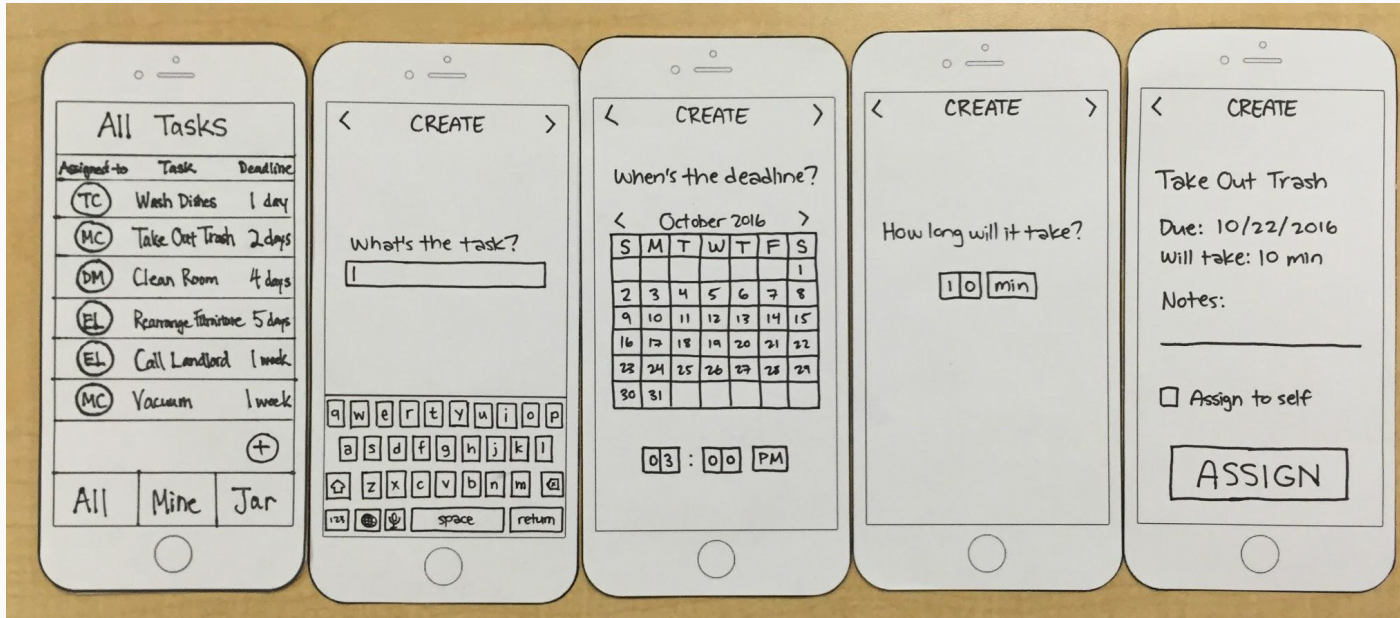 All Tasks
Assigned to Task Deadline
TC Wash Dishes 1 day
MC Take Out Trash 2 days
DM Clean Room 4 days
EL Rearrange Furniture 5 days
EL Call Landlord 1 week
MC Vacuum 1 week
+
All Mine Jar
< CREATE >
What's the task?
q w e r t y u i o p
a s d f g h j k l
z x c v b n m
123 space return
< CREATE >
When's the deadline?
< October 2016 >
S M T W T F S
1
2 3 4 5 6 7 8
9 10 11 12 13 14 15
16 17 18 19 20 21 22
23 24 25 26 27 28 29
30 31
03 : 00 PM
< CREATE >
How long will it take?
10 min
< CREATE
Take Out Trash
Due: 10/22/2016
Will take: 10 min
Notes:
Assign to self
ASSIGN